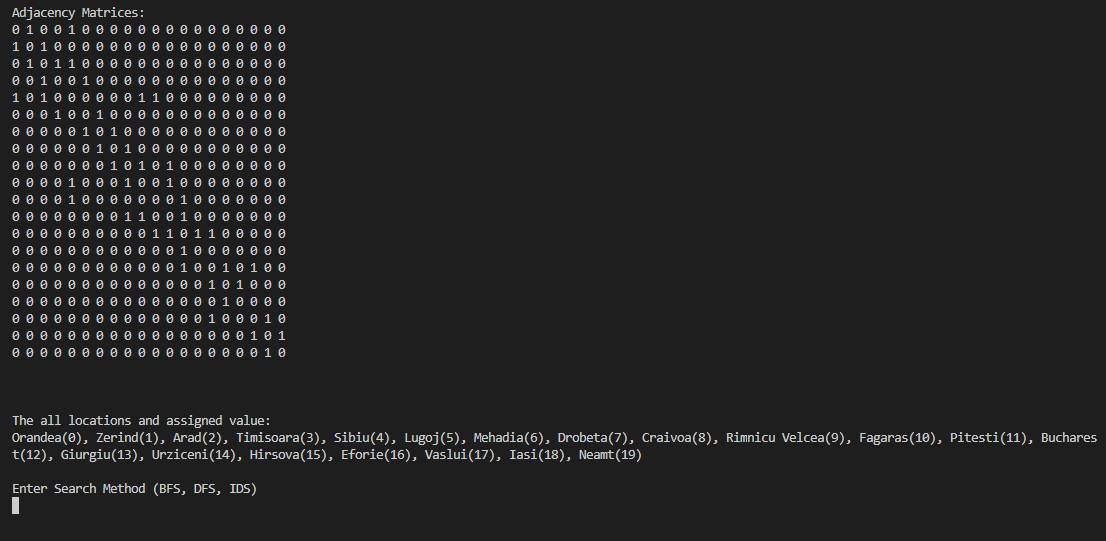 Adjacency Matrices:
0 1 0 0 1 0 0 0 0 0 0 0 0 0 0 0 0 0 0 0
1 0 1 0 0 0 0 0 0 0 0 0 0 0 0 0 0 0 0 0
0 1 0 1 1 0 0 0 0 0 0 0 0 0 0 0 0 0 0 0
0 0 1 0 0 1 0 0 0 0 0 0 0 0 0 0 0 0 0 0
1 0 1 0 0 0 0 0 0 1 1 0 0 0 0 0 0 0 0 0
0 0 0 1 0 0 1 0 0 0 0 0 0 0 0 0 0 0 0 0
0 0 0 0 0 1 0 1 0 0 0 0 0 0 0 0 0 0 0 0
0 0 0 0 0 0 1 0 1 0 0 0 0 0 0 0 0 0 0 0
0 0 0 0 0 0 0 1 0 1 0 1 0 0 0 0 0 0 0 0
0 0 0 0 1 0 0 0 1 0 0 1 0 0 0 0 0 0 0 0
0 0 0 0 1 0 0 0 0 0 0 0 1 0 0 0 0 0 0 0
0 0 0 0 0 0 0 0 1 1 0 0 1 0 0 0 0 0 0 0
0 0 0 0 0 0 0 0 0 0 1 1 0 1 1 0 0 0 0 0
0 0 0 0 0 0 0 0 0 0 0 0 1 0 0 0 0 0 0 0
0 0 0 0 0 0 0 0 0 0 0 0 1 0 0 1 0 1 0 0
0 0 0 0 0 0 0 0 0 0 0 0 0 0 1 0 1 0 0 0
0 0 0 0 0 0 0 0 0 0 0 0 0 0 0 1 0 0 0 0
0 0 0 0 0 0 0 0 0 0 0 0 0 0 1 0 0 0 1 0
0 0 0 0 0 0 0 0 0 0 0 0 0 0 0 0 0 1 0 1
0 0 0 0 0 0 0 0 0 0 0 0 0 0 0 0 0 0 1 0
The all locations and assigned value:
Orandea(0), Zerind(1), Arad(2), Timisoara(3), Sibiu(4), Lugoj(5), Mehadia(6), Drobeta(7), Craivoa(8), Rimnicu Velcea(9), Fagaras(10), Pitesti(11), Buchares
t(12), Giurgiu(13), Urziceni(14), Hirsova(15), Eforie(16), Vaslui(17), Iasi(18), Neamt(19)
Enter Search Method (BFS, DFS, IDS)